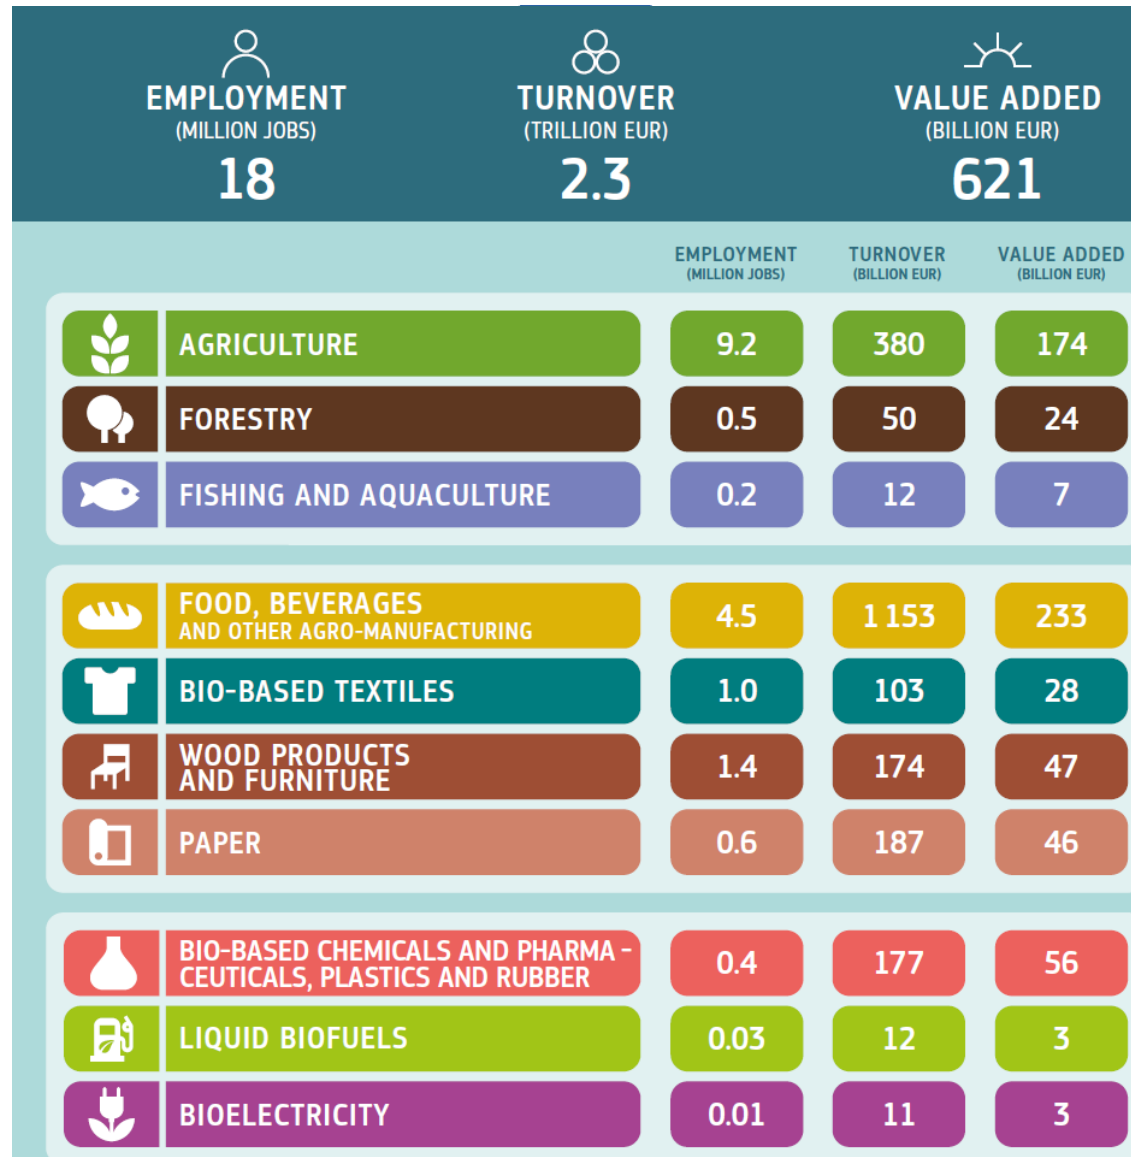 EMPLOYMENT
(MILLION JOBS)
18
TURNOVER
(TRILLION EUR)
2.3
VALUE ADDED
(BILLION EUR)
621
EMPLOYMENT (MILLION JOBS) TURNOVER (BILLION EUR) VALUE ADDED (BILLION EUR)
AGRICULTURE 9.2 380 174
FORESTRY 0.5 50 24
FISHING AND AQUACULTURE 0.2 12 7
FOOD, BEVERAGES
AND OTHER AGRO-MANUFACTURING 4.5 1 153 233
BIO-BASED TEXTILES 1.0 103 28
WOOD PRODUCTS
AND FURNITURE 1.4 174 47
PAPER 0.6 187 46
BIO-BASED CHEMICALS AND PHARMA -
CEUTICALS, PLASTICS AND RUBBER 0.4 177 56
LIQUID BIOFUELS 0.03 12 3
BIOELECTRICITY 0.01 11 3